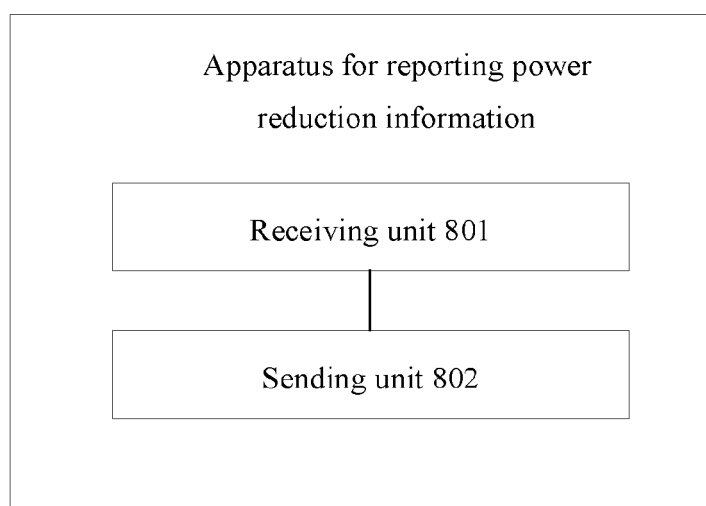 Apparatus for reporting power
reduction information
Receiving unit 801
Sending unit 802